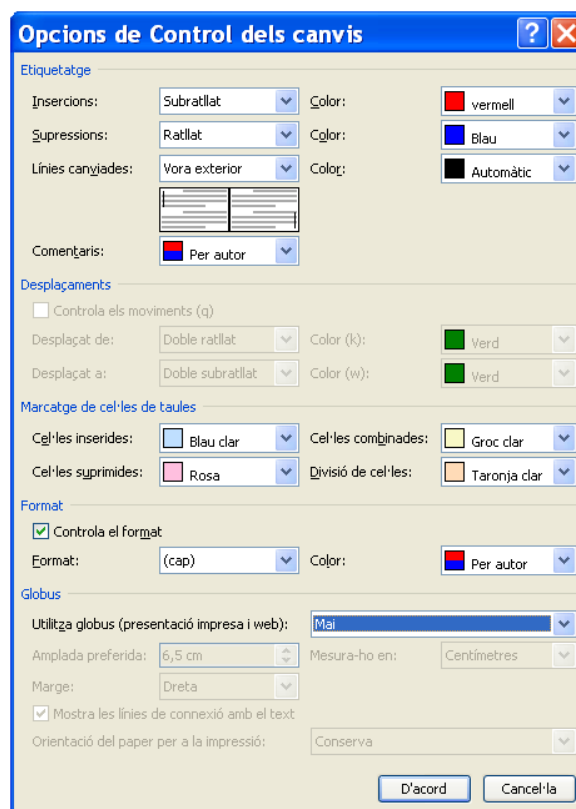 Opcions de Control dels canvis
Etiquetatge
Insercions: Subratllat Color: vermell
Supressions: Ratllat Color: Blau
Línies canviades: Vora exterior Color: Automàtic
Comentaris: Per autor
Desplaçaments
Controla els moviments (q)
Desplaçat de: Doble ratllat Color (k): Verd
Desplaçat a: Doble subratllat Color (w): Verd
Marcatge de cel·les de taules
Cel·les inserides: Blau clar Cel·les combinades: Groc clar
Cel·les suprimides: Rosa Divisió de cel·les: Taronja clar
Format
Controla el format
Format: (cap) Color: Per autor
Globus
Utilitza globus (presentació impresa i web): Mai
Amplada preferida: 6,5 cm Mesura-ho en: Centímetres
Marge: Dreta
Mostra les línies de connexió amb el text
Orientació del paper per a la impressió: Conserva
D'acord Cancel·la